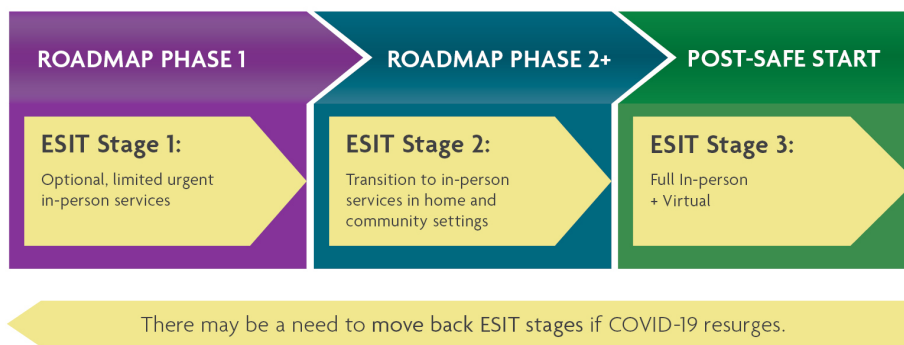 ROADMAP PHASE 1
ROADMAP PHASE 2+
POST-SAFE START
ESIT Stage 1:
Optional, limited urgent
in-person services
ESIT Stage 2:
Transition to in-person
services in home and
community settings
ESIT Stage 3:
Full In-person
+ Virtual
There may be a need to move back ESIT stages if COVID-19 resurges.